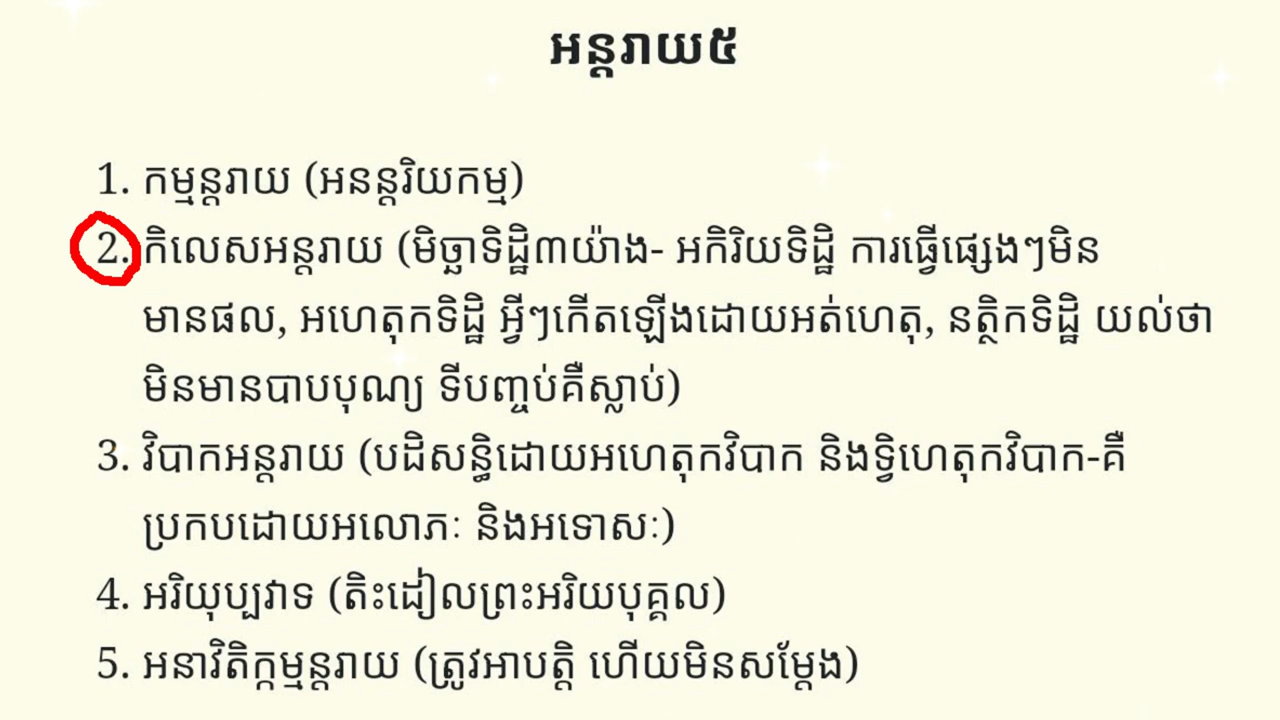 អន្តរាយ៥
1. កម្មន្តរាយ (អនន្តរិយកម្ម)
2. កិលេសអន្តរាយ (មិច្ឆាទិដ្ឋិ៣យ៉ាង- អកិរិយទិដ្ឋិ ការធ្វើផ្សេងៗមិន
មានផល, អហេតុកទិដ្ឋិ អ្វីៗកើតឡើងដោយអត់ហេតុ, នត្ថិកទិដ្ឋិ យល់ថា
មិនមានបាបបុណ្យ ទីបញ្ចប់គឺស្លាប់)
3. វិបាកអន្តរាយ (បដិសន្ធិដោយអហេតុកវិបាក និងទ្វិហេតុកវិបាក-គឺ
ប្រកបដោយអលោភៈ និងអទោសៈ)
4. អរិយុប្បវាទ (តិះដៀលព្រះអរិយបុគ្គល)
5. អនាវិតិក្កម្មន្តរាយ (ត្រូវអាបត្តិ ហើយមិនសម្តែង)